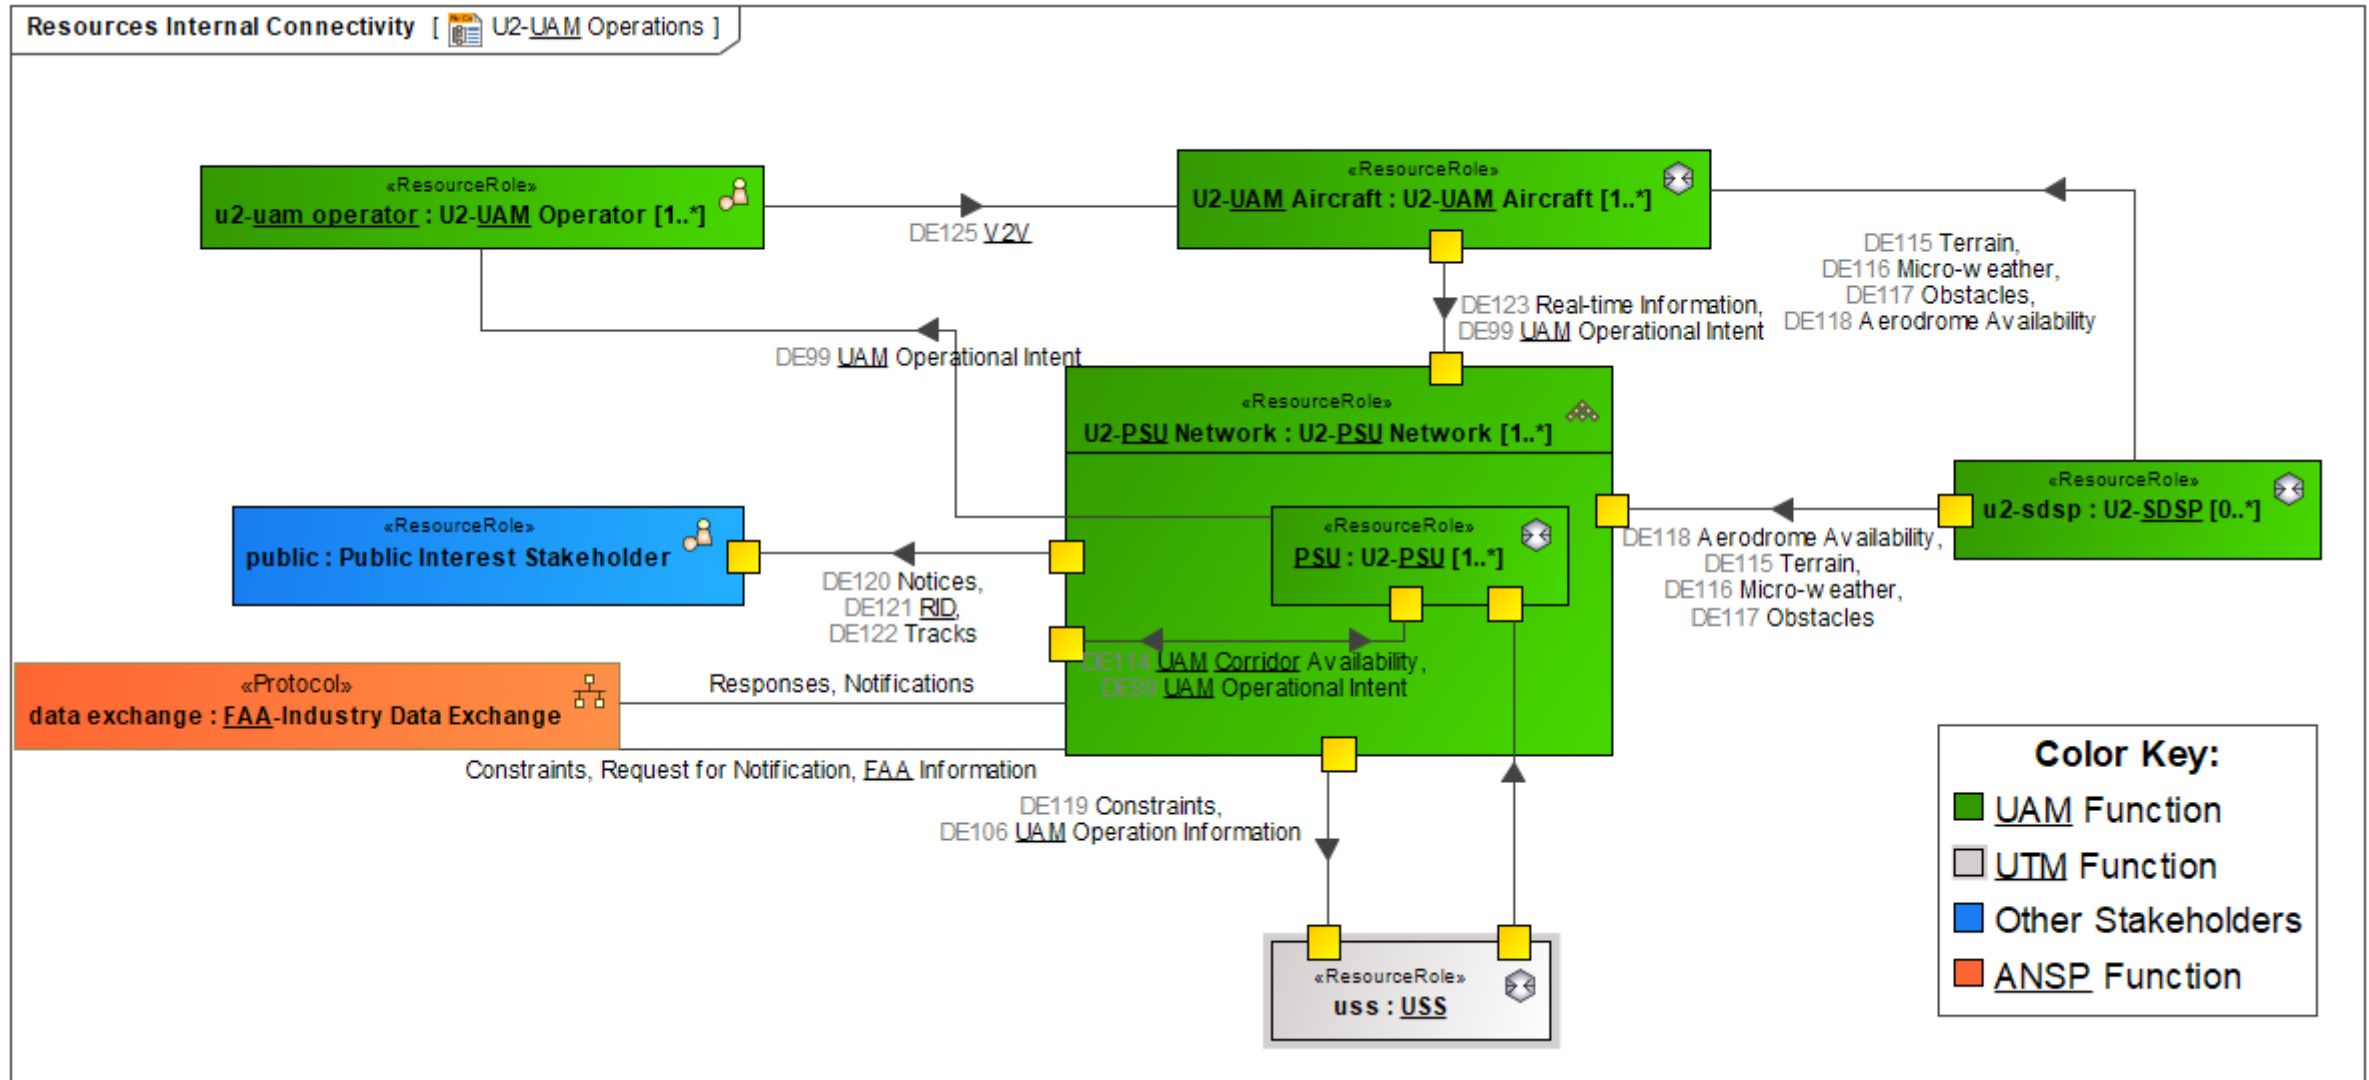 Resources Internal Connectivity [ U2-UAM Operations ]
«ResourceRole»
u2-uam operator : U2-UAM Operator [1..*]
DE125 V2V
«ResourceRole»
U2-UAM Aircraft : U2-UAM Aircraft [1..*]
DE115 Terrain,
DE116 Micro-weather,
DE117 Obstacles,
DE118 Aerodrome Availability
DE123 Real-time Information,
DE99 UAM Operational Intent
DE99 UAM Operational Intent
«ResourceRole»
U2-PSU Network : U2-PSU Network [1..*]
«ResourceRole»
u2-sdsp : U2-SDSP [0..*]
«ResourceRole»
public : Public Interest Stakeholder
«ResourceRole»
PSU : U2-PSU [1..*]
DE118 Aerodrome Availability,
DE115 Terrain,
DE116 Micro-weather,
DE117 Obstacles
DE120 Notices,
DE121 RID,
DE122 Tracks
DE114 UAM Corridor Availability,
DE99 UAM Operational Intent
«Protocol»
data exchange : FAA-Industry Data Exchange
Responses, Notifications
Constraints, Request for Notification, FAA Information
DE119 Constraints,
DE106 UAM Operation Information
«ResourceRole»
uss : USS
Color Key:
UAM Function
UTM Function
Other Stakeholders
ANSP Function